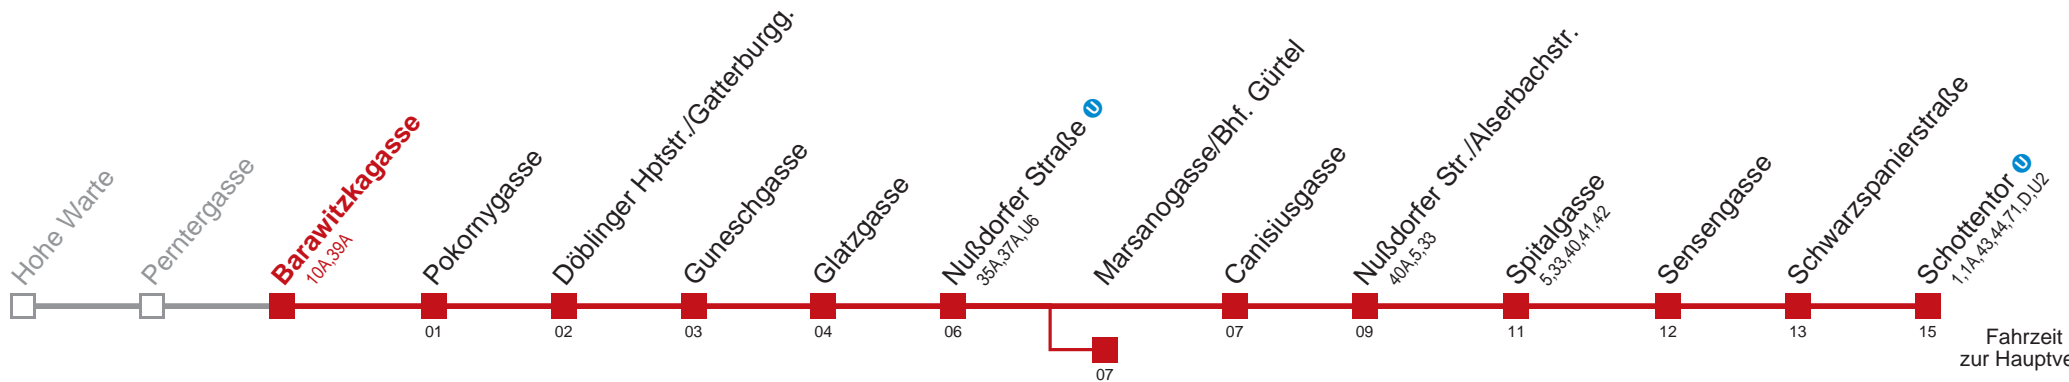 Hohe Warte
Perntergasse
Barawitzkagasse
10A,39A
Pokornygasse
01
Döblinger Hptstr./Gatterburgg.
02
Guneschgasse
03
Glatzgasse
04
Nußdorfer Straße U
35A,37A,U6
06
Marsanogasse/Bhf. Gürtel
07
Canisiusgasse
07
Nußdorfer Str./Alserbachstr.
40A,5,33
09
Spitalgasse
5,33,40,41,42
11
Sensengasse
12
Schwarzspanierstraße
13
Schottentor U
1,1A,43,44,71,D,U2
15
Fahrzeit
zur Hauptve